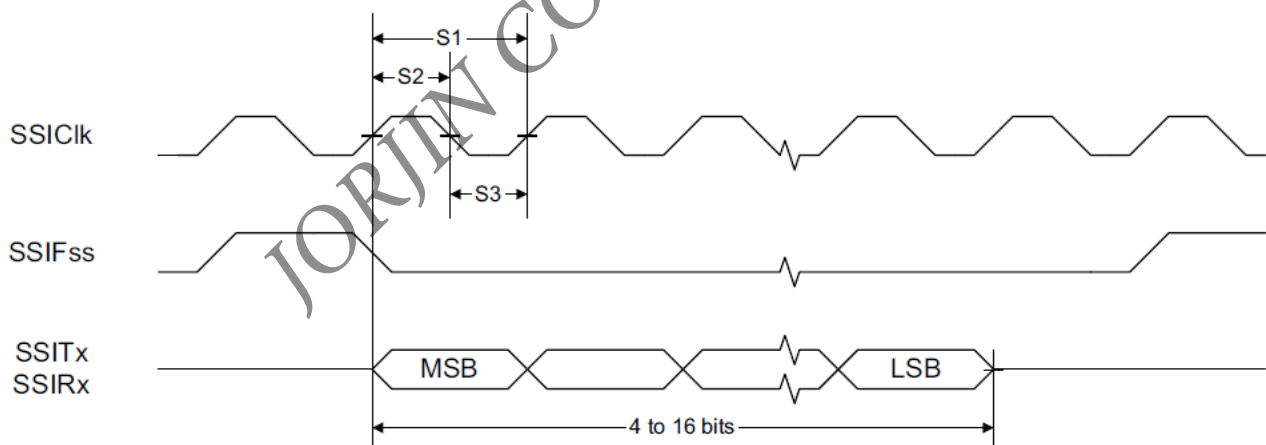 S1
S2
SSIClk
S3
SSIFss
SSITx
SSIRx
MSB
LSB
4 to 16 bits
JORJIN CO